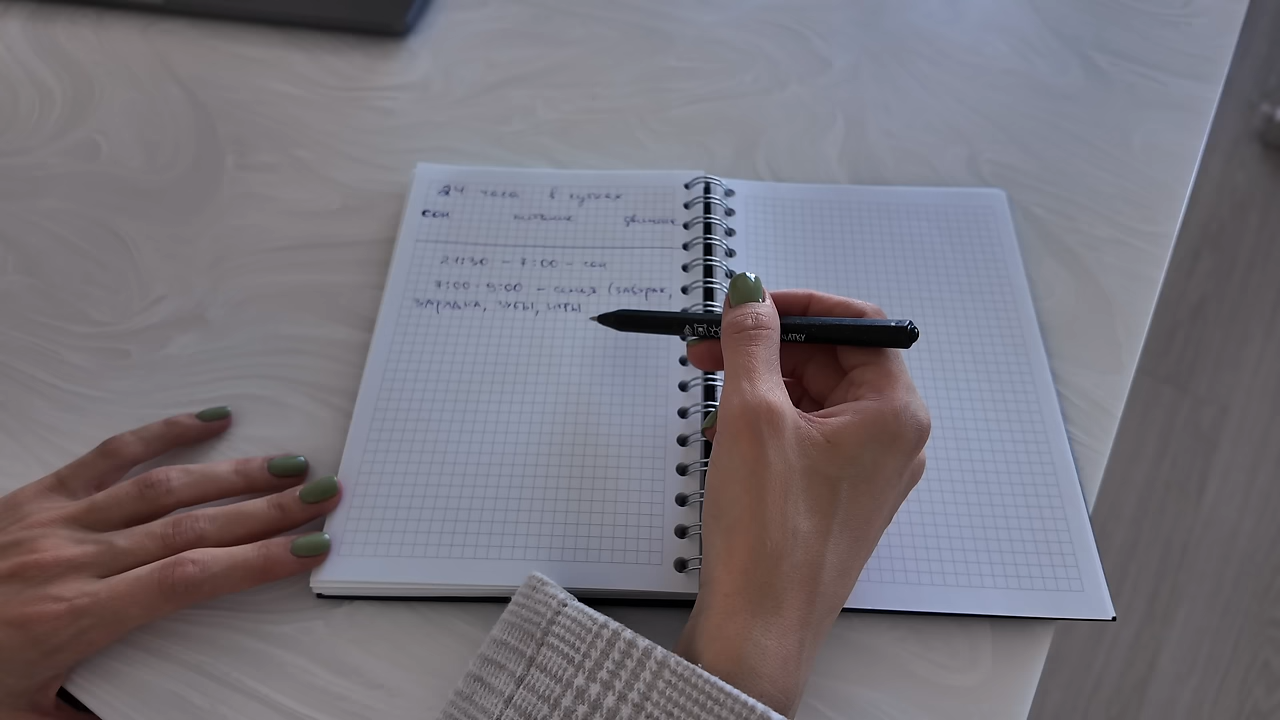 24 часа в сутках
сон питание движение
21:30 – 7:00 – сон
7:00-9:00 – семья (завтрак,
ЗАРЯДКА, ЗУБЫ, ИГРЫ